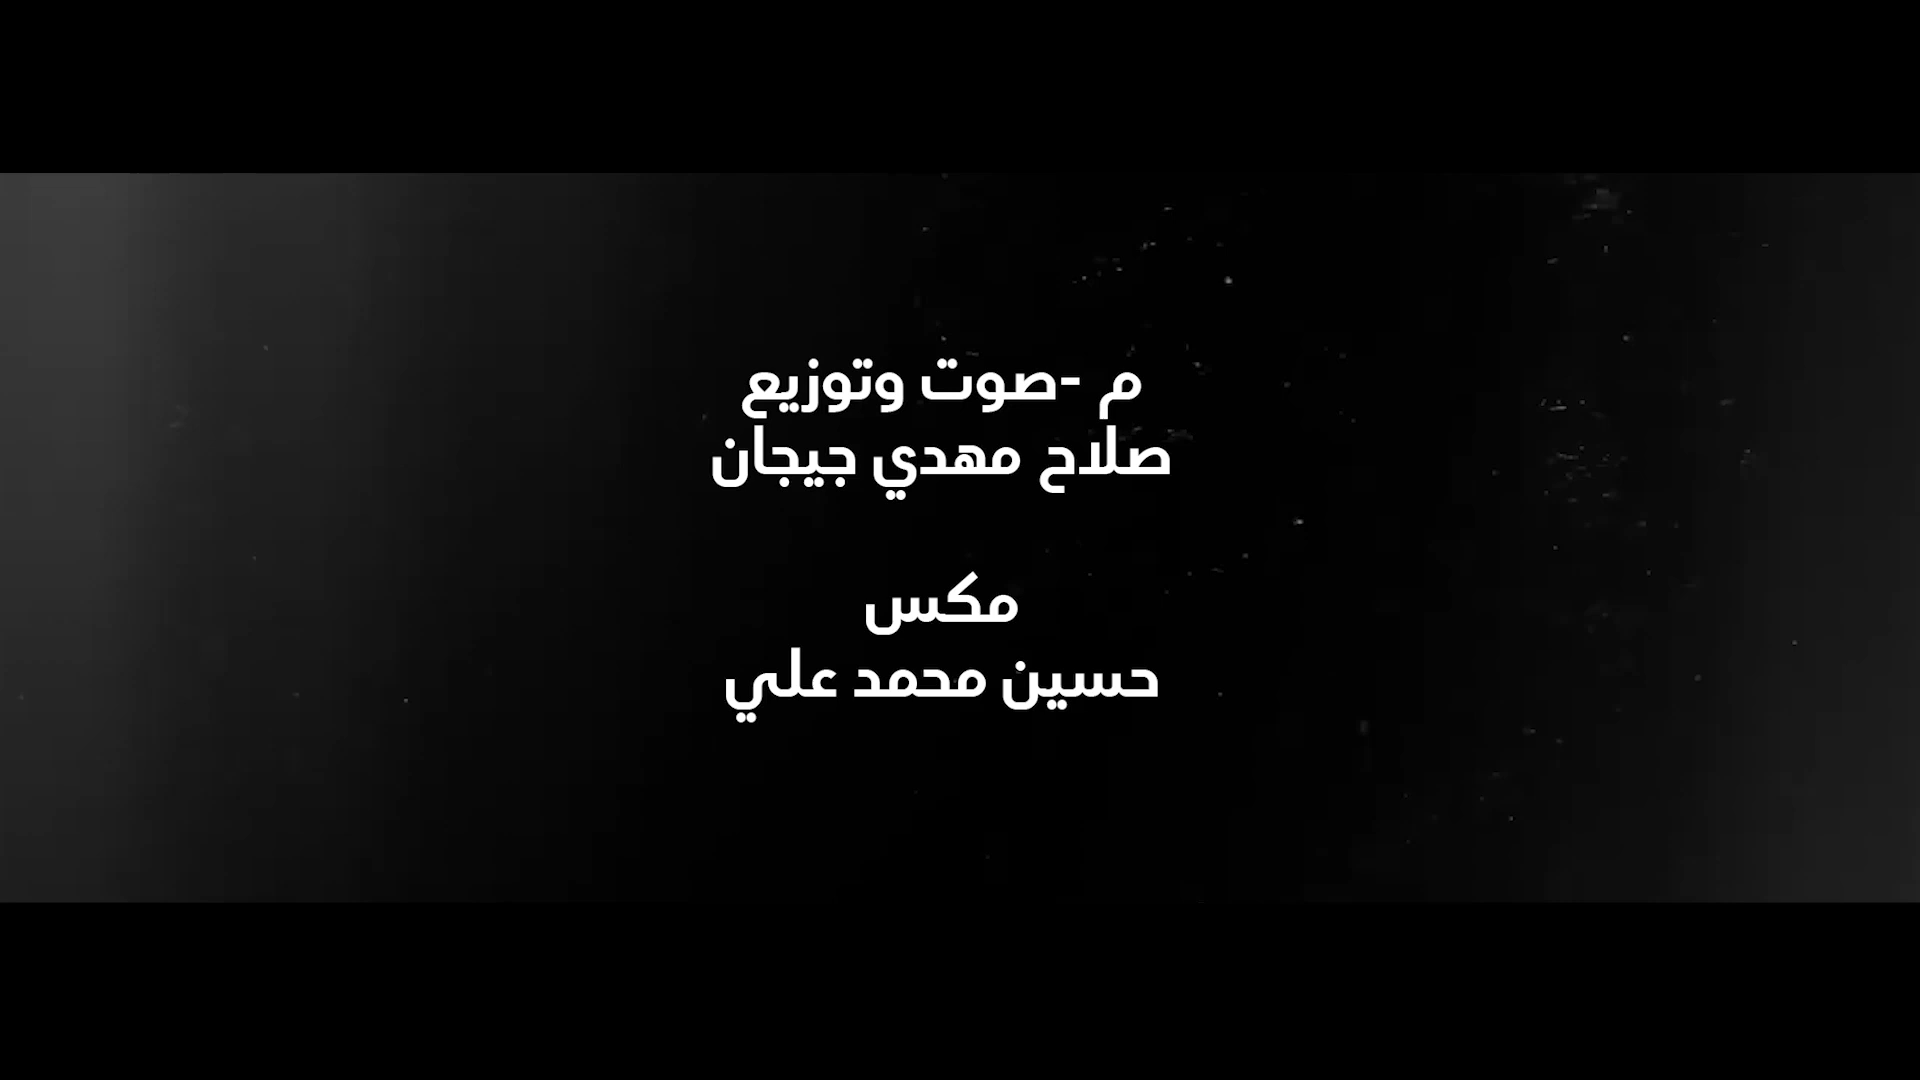 م -صوت وتوزيع
صلاح مهدي جيجان
مكس
حسين محمد علي